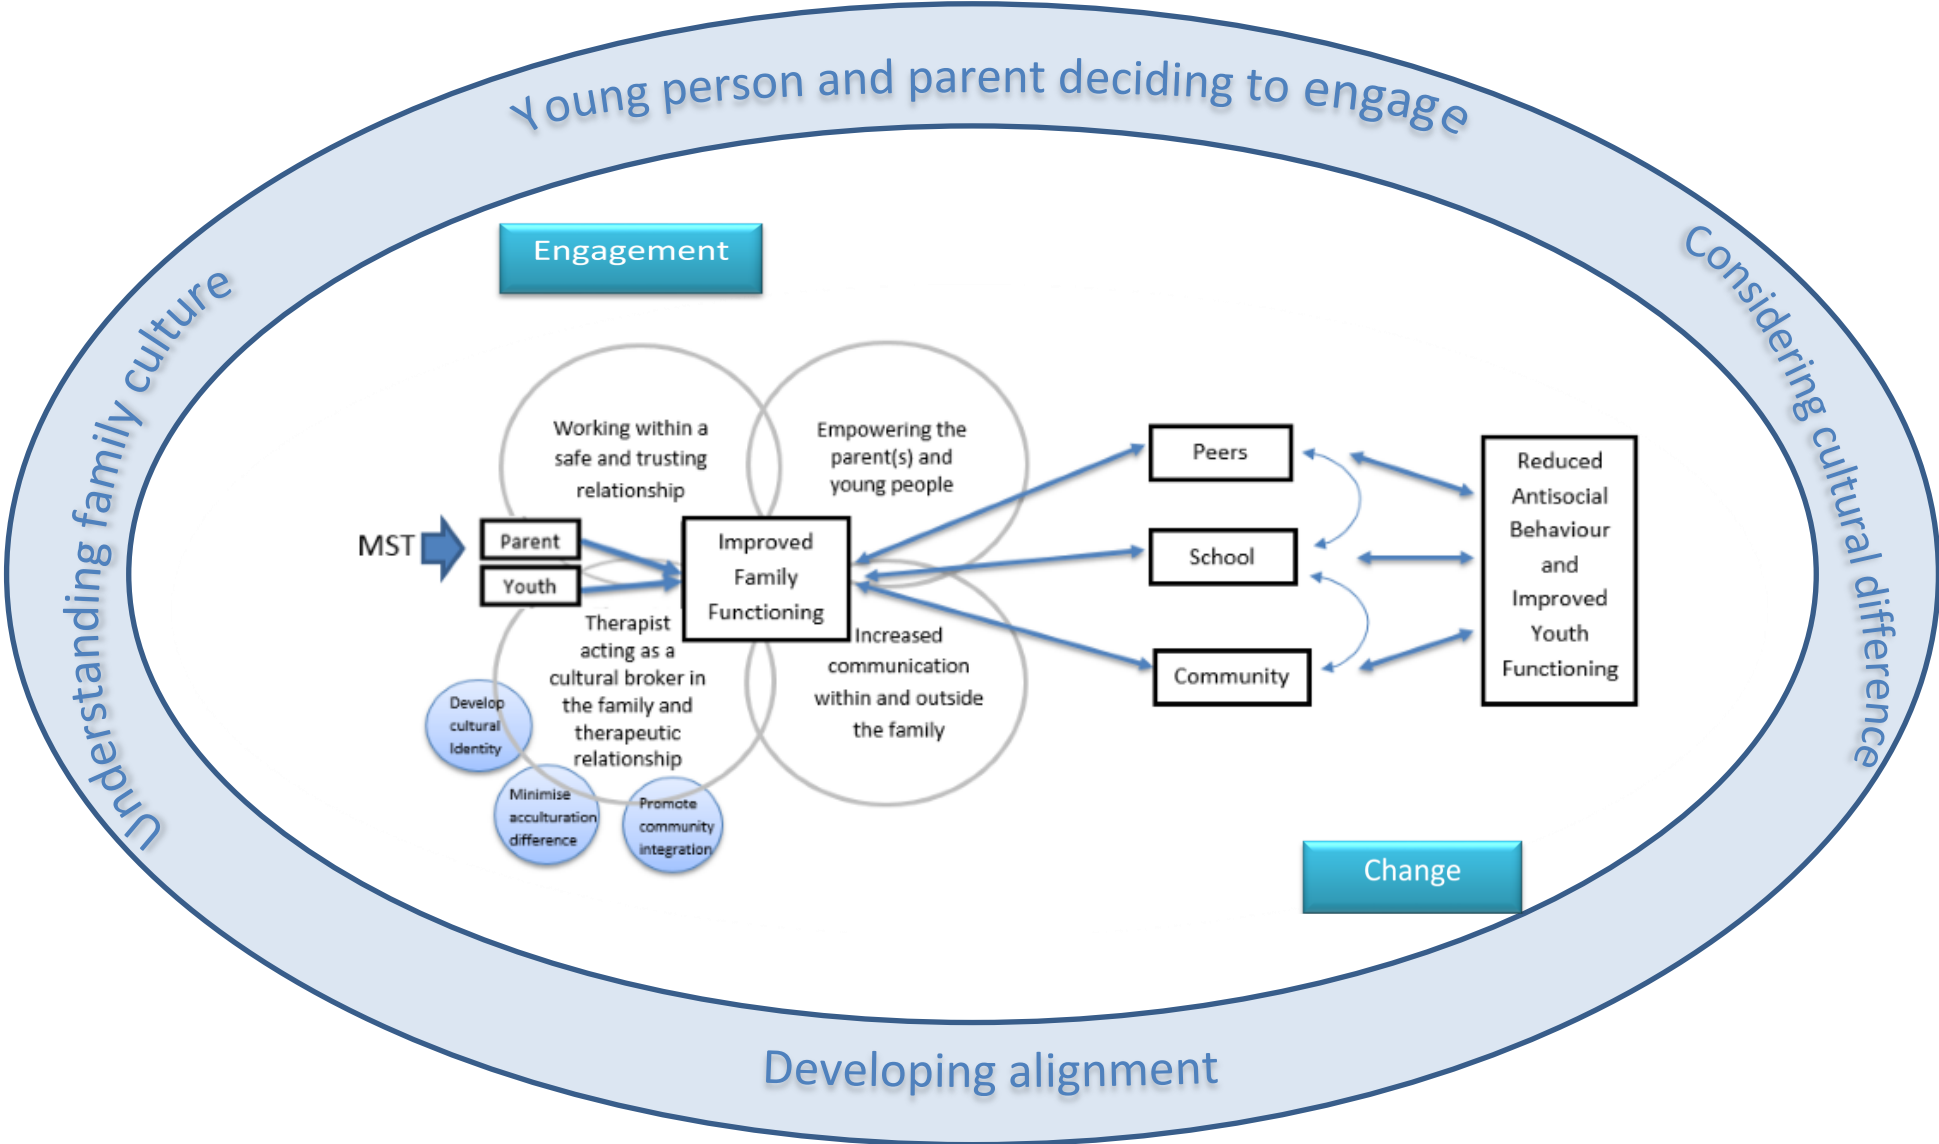 Young person and parent deciding to engage
Understanding family culture
Considering cultural difference
Engagement
Working within a
safe and trusting
relationship
Empowering the
parent(s) and
young people
MST
Parent
Youth
Improved
Family
Functioning
Therapist
acting as a
cultural broker in
the family and
therapeutic
relationship
Increased
communication
within and outside
the family
Develop
cultural
Identity
Minimise
acculturation
difference
Promote
community
integration
Peers
School
Community
Reduced
Antisocial
Behaviour
and
Improved
Youth
Functioning
Change
Developing alignment